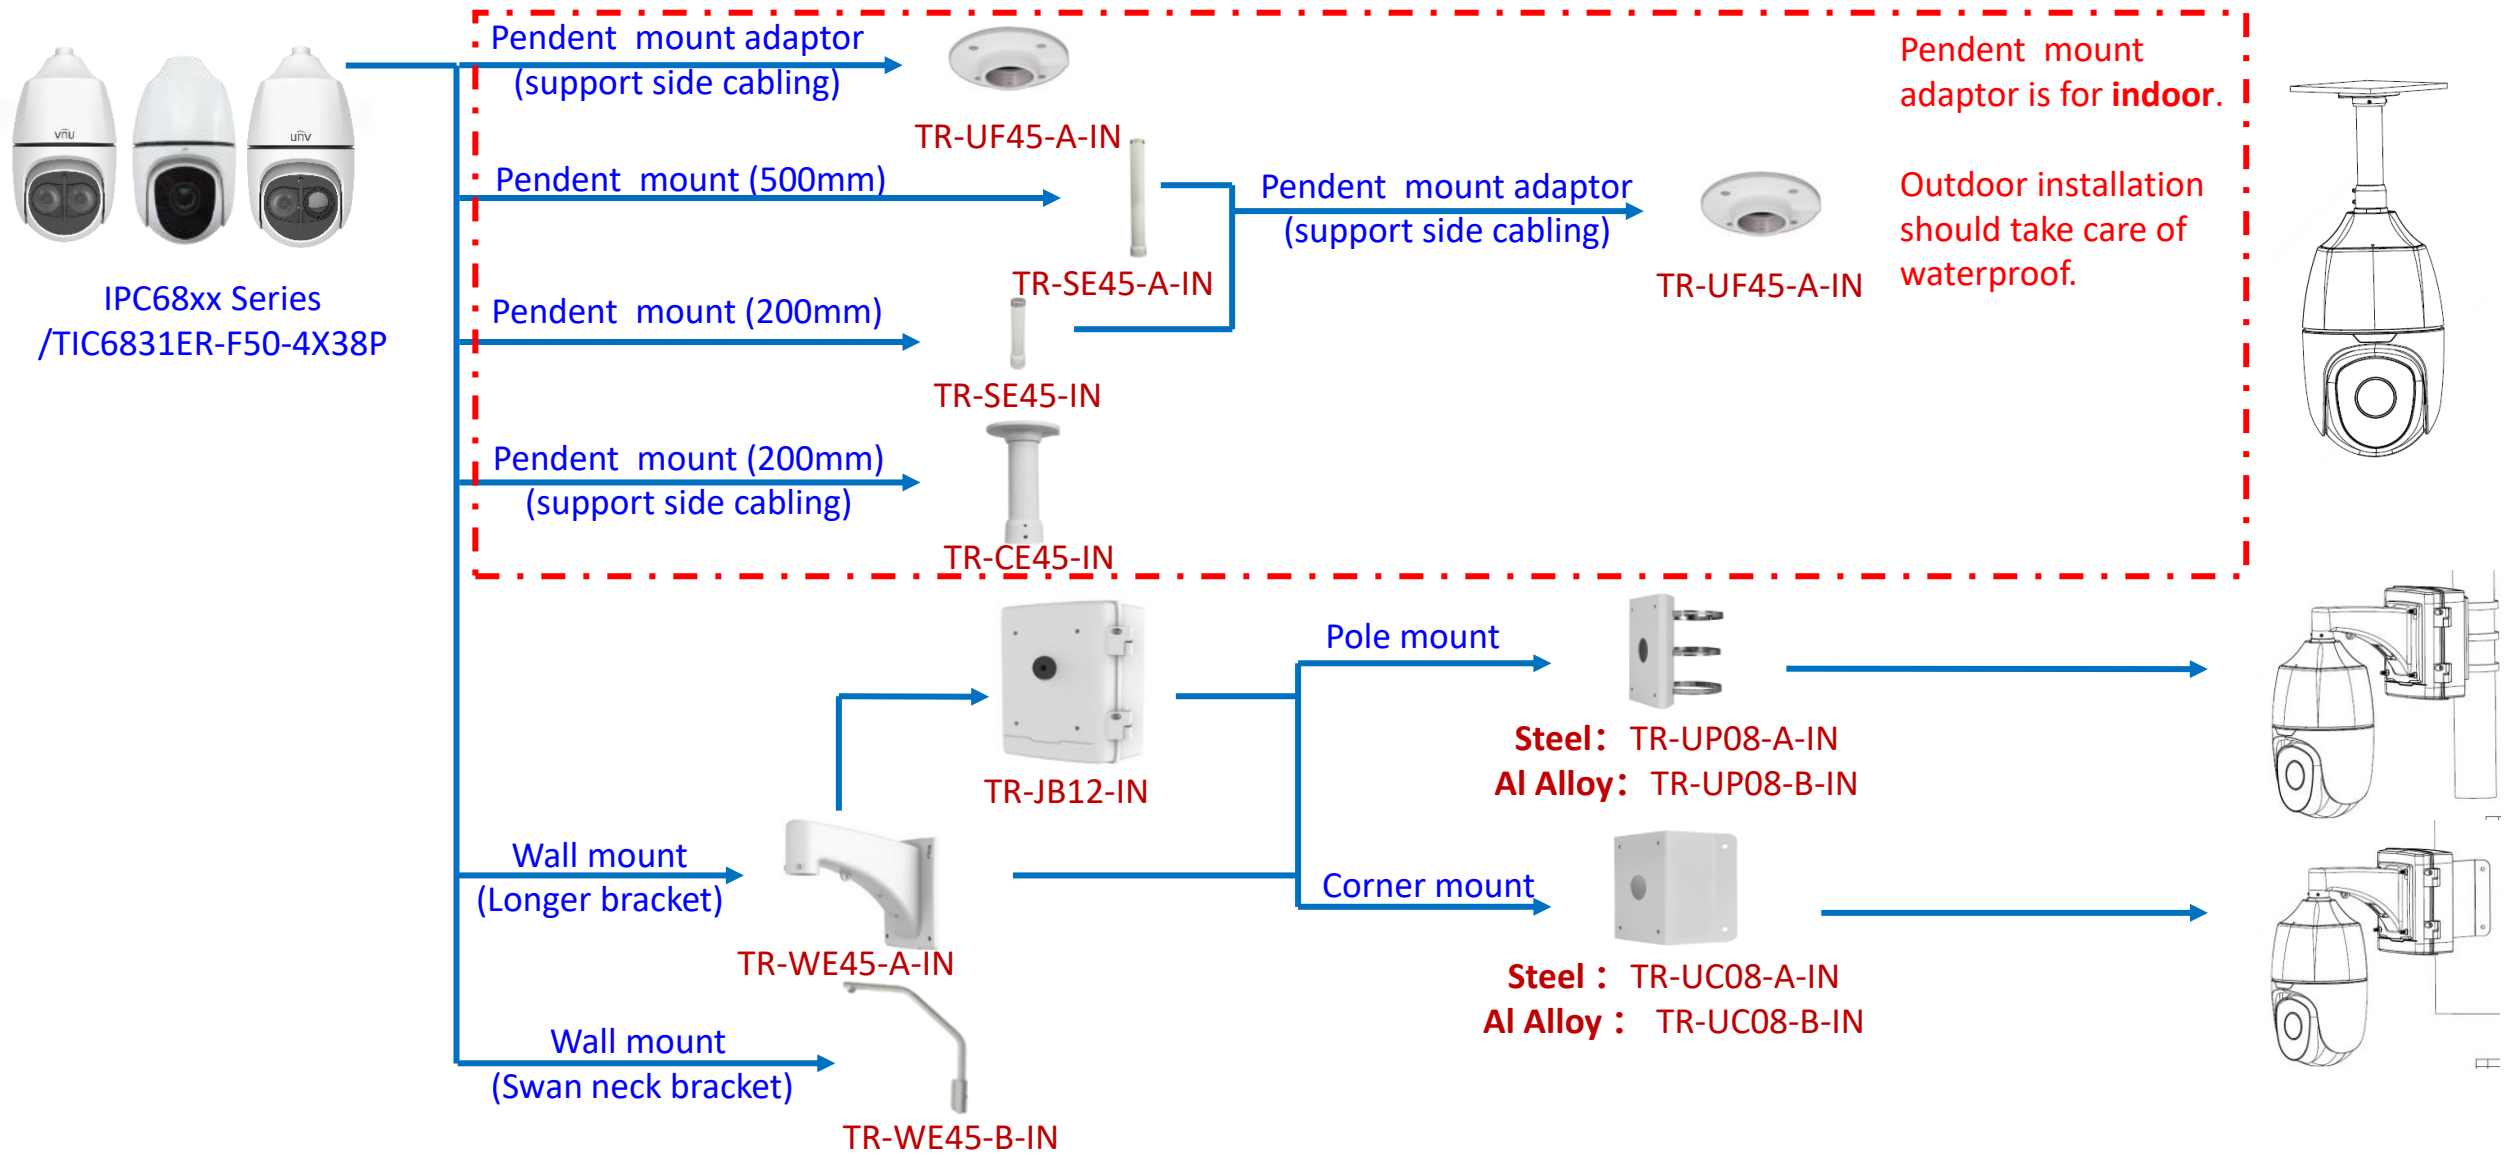 Pendent mount adaptor
(support side cabling)
TR-UF45-A-IN
Pendent mount
adaptor is for indoor.
Outdoor installation
should take care of
waterproof.
unv
unv
IPC68xx Series
/TIC6831ER-F50-4X38P
Pendent mount (500mm)
TR-SE45-A-IN
Pendent mount adaptor
(support side cabling)
TR-UF45-A-IN
Pendent mount (200mm)
TR-SE45-IN
Pendent mount (200mm)
(support side cabling)
TR-CE45-IN
TR-JB12-IN
Pole mount
Steel： TR-UP08-A-IN
Al Alloy： TR-UP08-B-IN
Wall mount
(Longer bracket)
TR-WE45-A-IN
Corner mount
Steel： TR-UC08-A-IN
Al Alloy： TR-UC08-B-IN
Wall mount
(Swan neck bracket)
TR-WE45-B-IN